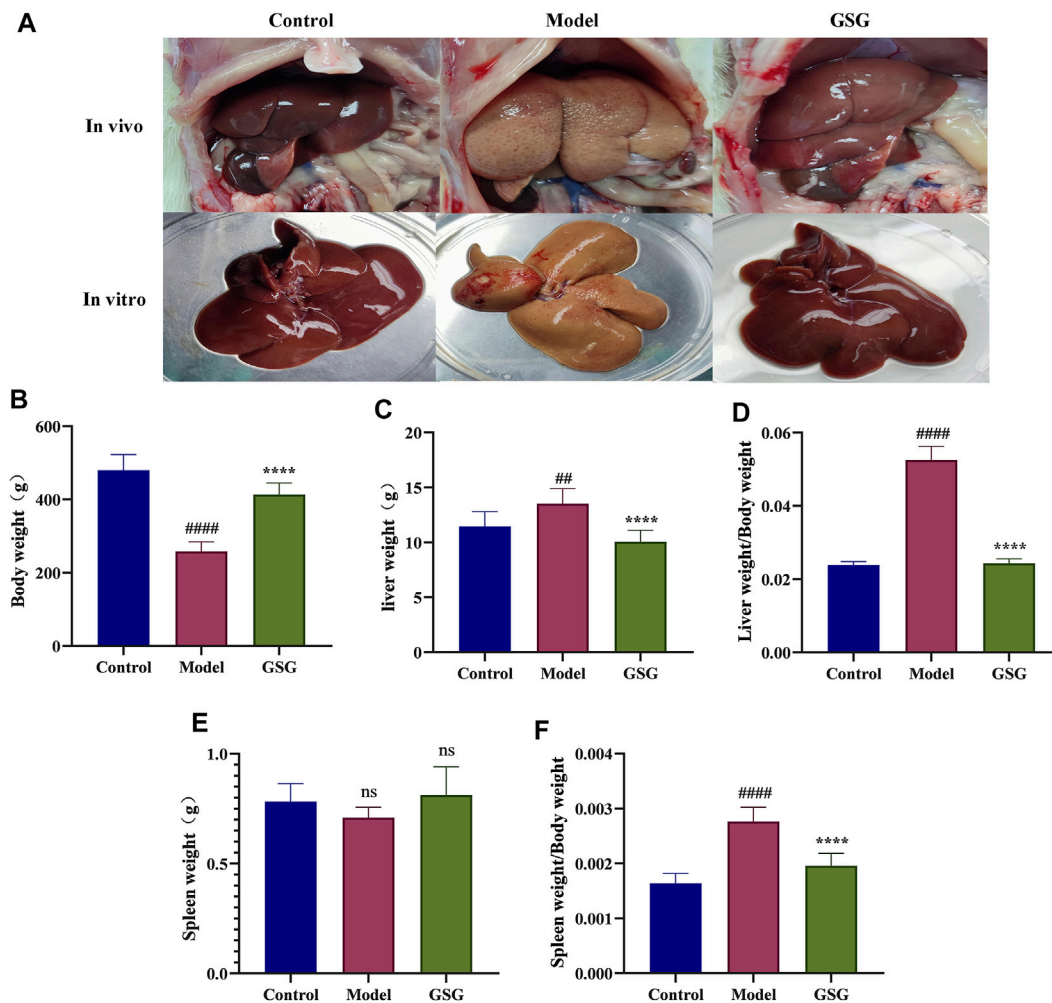 A
Control Model GSG
In vivo
In vitro
B
Body weight（g）
600
400
200
0
####
****
Control Model GSG
C
liver weight（g）
20
15
10
5
0
##
****
Control Model GSG
D
Liver weight/Body weight
0.06
0.04
0.02
0.00
####
****
Control Model GSG
E
Spleen weight（g）
1.0
0.5
0.0
ns
ns
Control Model GSG
F
Spleen weight/Body weight
0.004
0.003
0.002
0.001
0.000
####
****
Control Model GSG